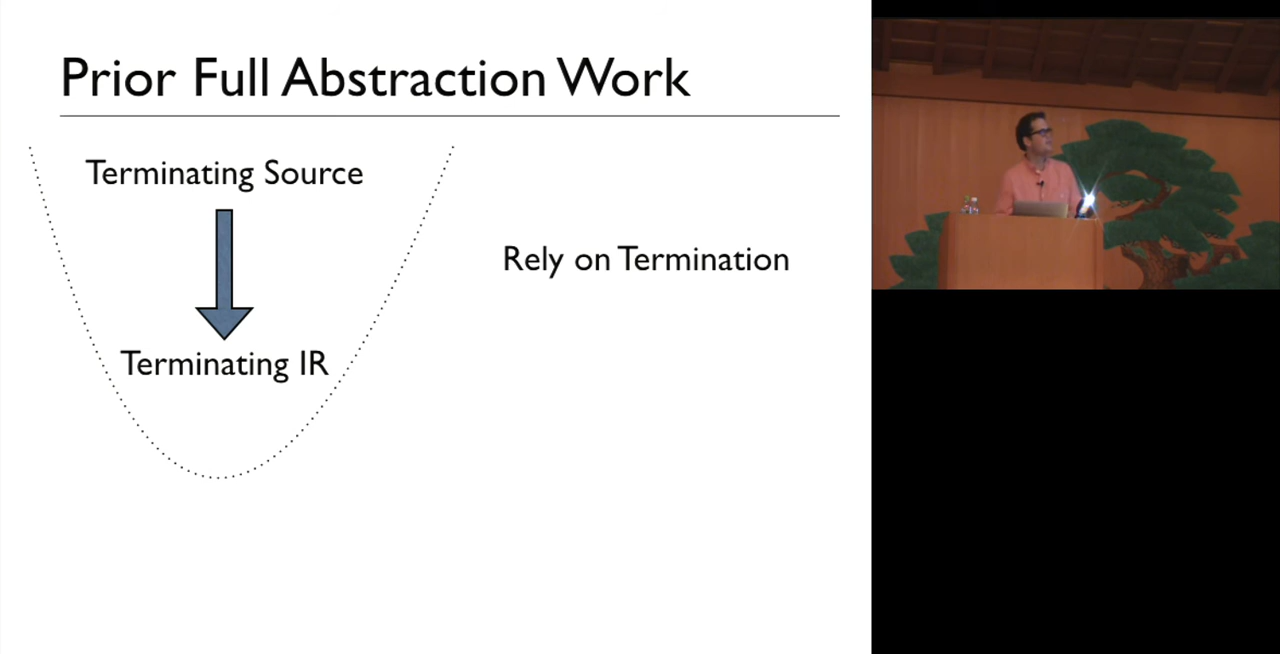 Prior Full Abstraction Work
Terminating Source
Rely on Termination
Terminating IR